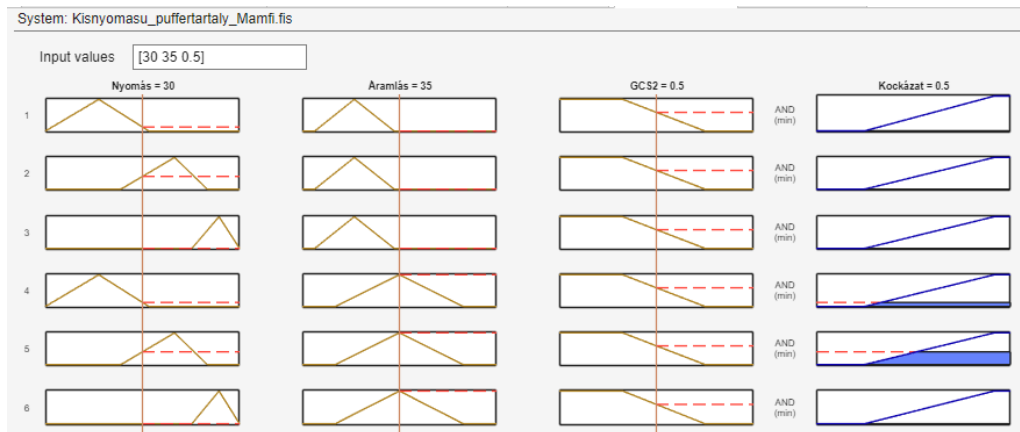 System: Kisnyomasu_puffertartaly_Mamfi.fis
Input values [30 35 0.5]
Nyomás = 30 Áramlás = 35 GCS2 = 0.5 Kockázat = 0.5
1 AND
(min)
2 AND
(min)
3 AND
(min)
4 AND
(min)
5 AND
(min)
6 AND
(min)